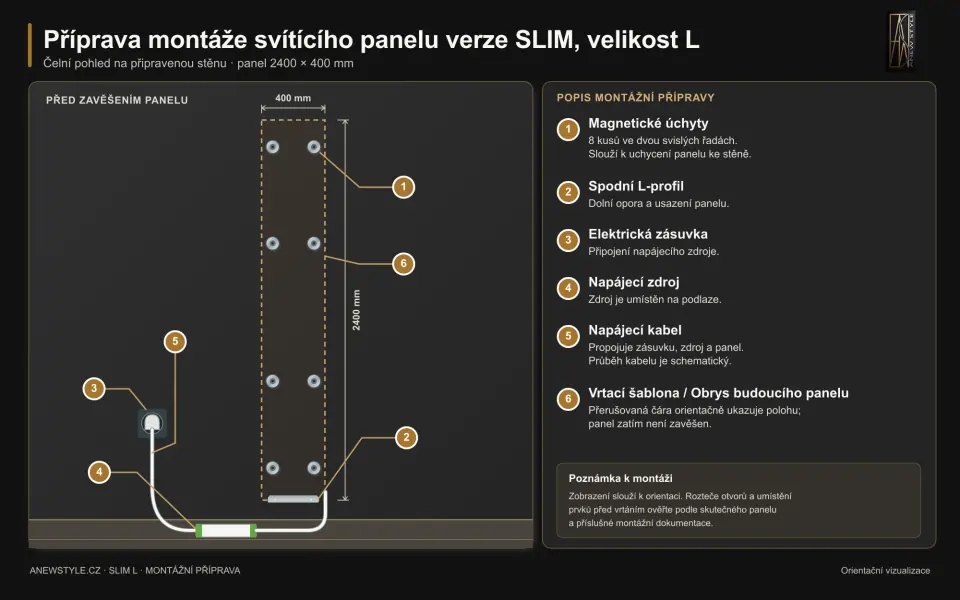 Příprava montáže svítícího panelu verze SLIM, velikost L
Čelní pohled na připravenou stěnu · panel 2400 × 400 mm
PŘED ZAVĚŠENÍM PANELU
400 mm
1
6
2400 mm
5
3
2
4
POPIS MONTÁŽNÍ PŘÍPRAVY
1 Magnetické úchyty
8 kusů ve dvou svislých řadách.
Slouží k uchycení panelu ke stěně.
2 Spodní L-profil
Dolní opora a usazení panelu.
3 Elektrická zásuvka
Připojení napájecího zdroje.
4 Napájecí zdroj
Zdroj je umístěn na podlaze.
5 Napájecí kabel
Propojuje zásuvku, zdroj a panel.
Průběh kabelu je schematický.
6 Vrtací šablona / Obrys budoucího panelu
Přerušovaná čára orientačně ukazuje polohu;
panel zatím není zavěšen.
Poznámka k montáži
Zobrazení slouží k orientaci. Rozteče otvorů a umístění
prvků před vrtáním ověřte podle skutečného panelu
a příslušné montážní dokumentace.
ANEWSTYLE.CZ · SLIM L · MONTÁŽNÍ PŘÍPRAVA
Orientační vizualizace